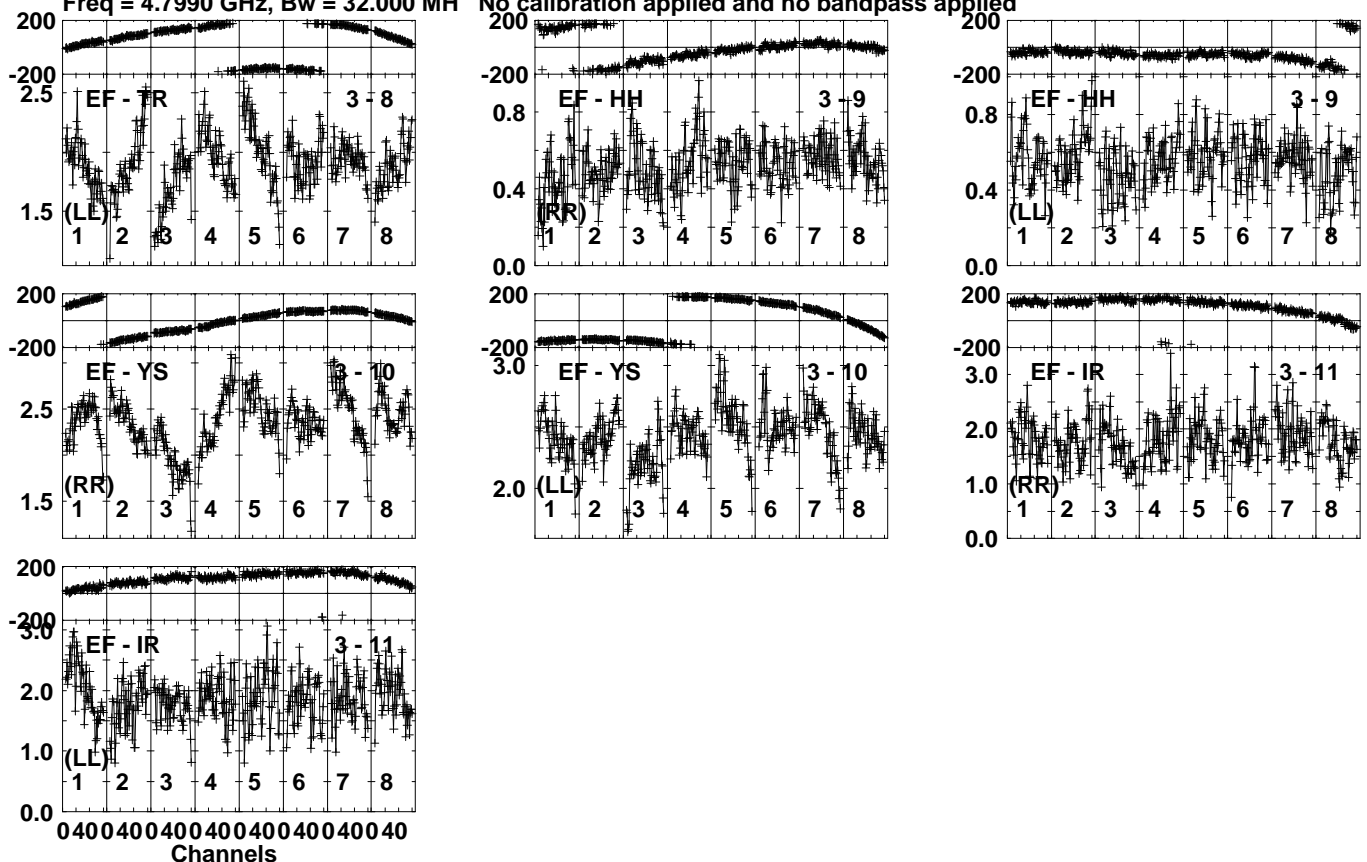 Freq = 4.7990 GHz, Bw = 32.000 MH No calibration applied and no bandpass applied
200
-200
2.5
1.5
EF - TR 3 - 8
(LL)
1 2 3 4 5 6 7 8
200
-200
0.8
0.4
0.0
EF - HH 3 - 9
(RR)
1 2 3 4 5 6 7 8
200
-200
0.8
0.4
0.0
EF - HH 3 - 9
(LL)
1 2 3 4 5 6 7 8
200
-200
2.5
1.5
EF - YS 3 - 10
(RR)
1 2 3 4 5 6 7 8
200
-200
3.0
2.0
EF - YS 3 - 10
(LL)
1 2 3 4 5 6 7 8
200
-200
3.0
2.0
1.0
0.0
EF - IR 3 - 11
(RR)
1 2 3 4 5 6 7 8
200
-200
3.0
2.0
1.0
0.0
EF - IR 3 - 11
(LL)
1 2 3 4 5 6 7 8
0 40 0 40 0 40 0 40 0 40 0 40 0 40 0 40
Channels